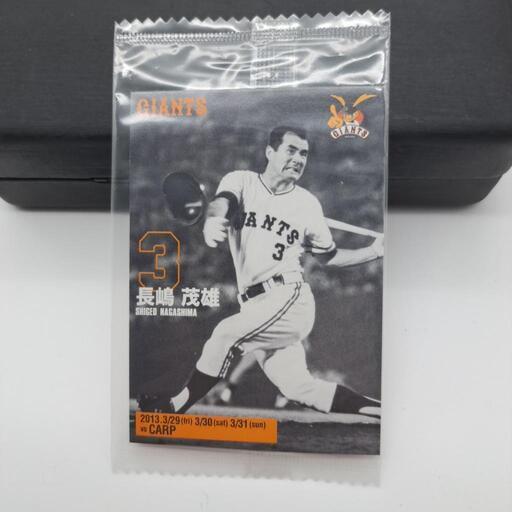 GIANTS
GIANTS
GIANTS
3
3
長嶋 茂雄
SHIGEO NAGASHIMA
2013.3/29(fri) 3/30(sat) 3/31(sun)
vs CARP